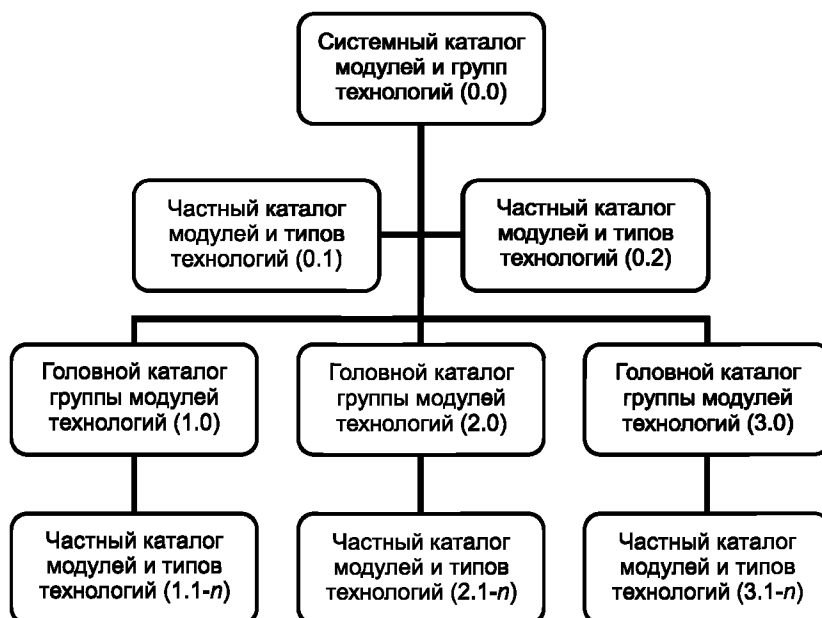 Системный каталог
модулей и групп
технологий (0.0)
Частный каталог
модулей и типов
технологий (0.1)
Частный каталог
модулей и типов
технологий (0.2)
Головной каталог
группы модулей
технологий (1.0)
Головной каталог
группы модулей
технологий (2.0)
Головной каталог
группы модулей
технологий (3.0)
Частный каталог
модулей и типов
технологий (1.1-n)
Частный каталог
модулей и типов
технологий (2.1-n)
Частный каталог
модулей и типов
технологий (3.1-n)